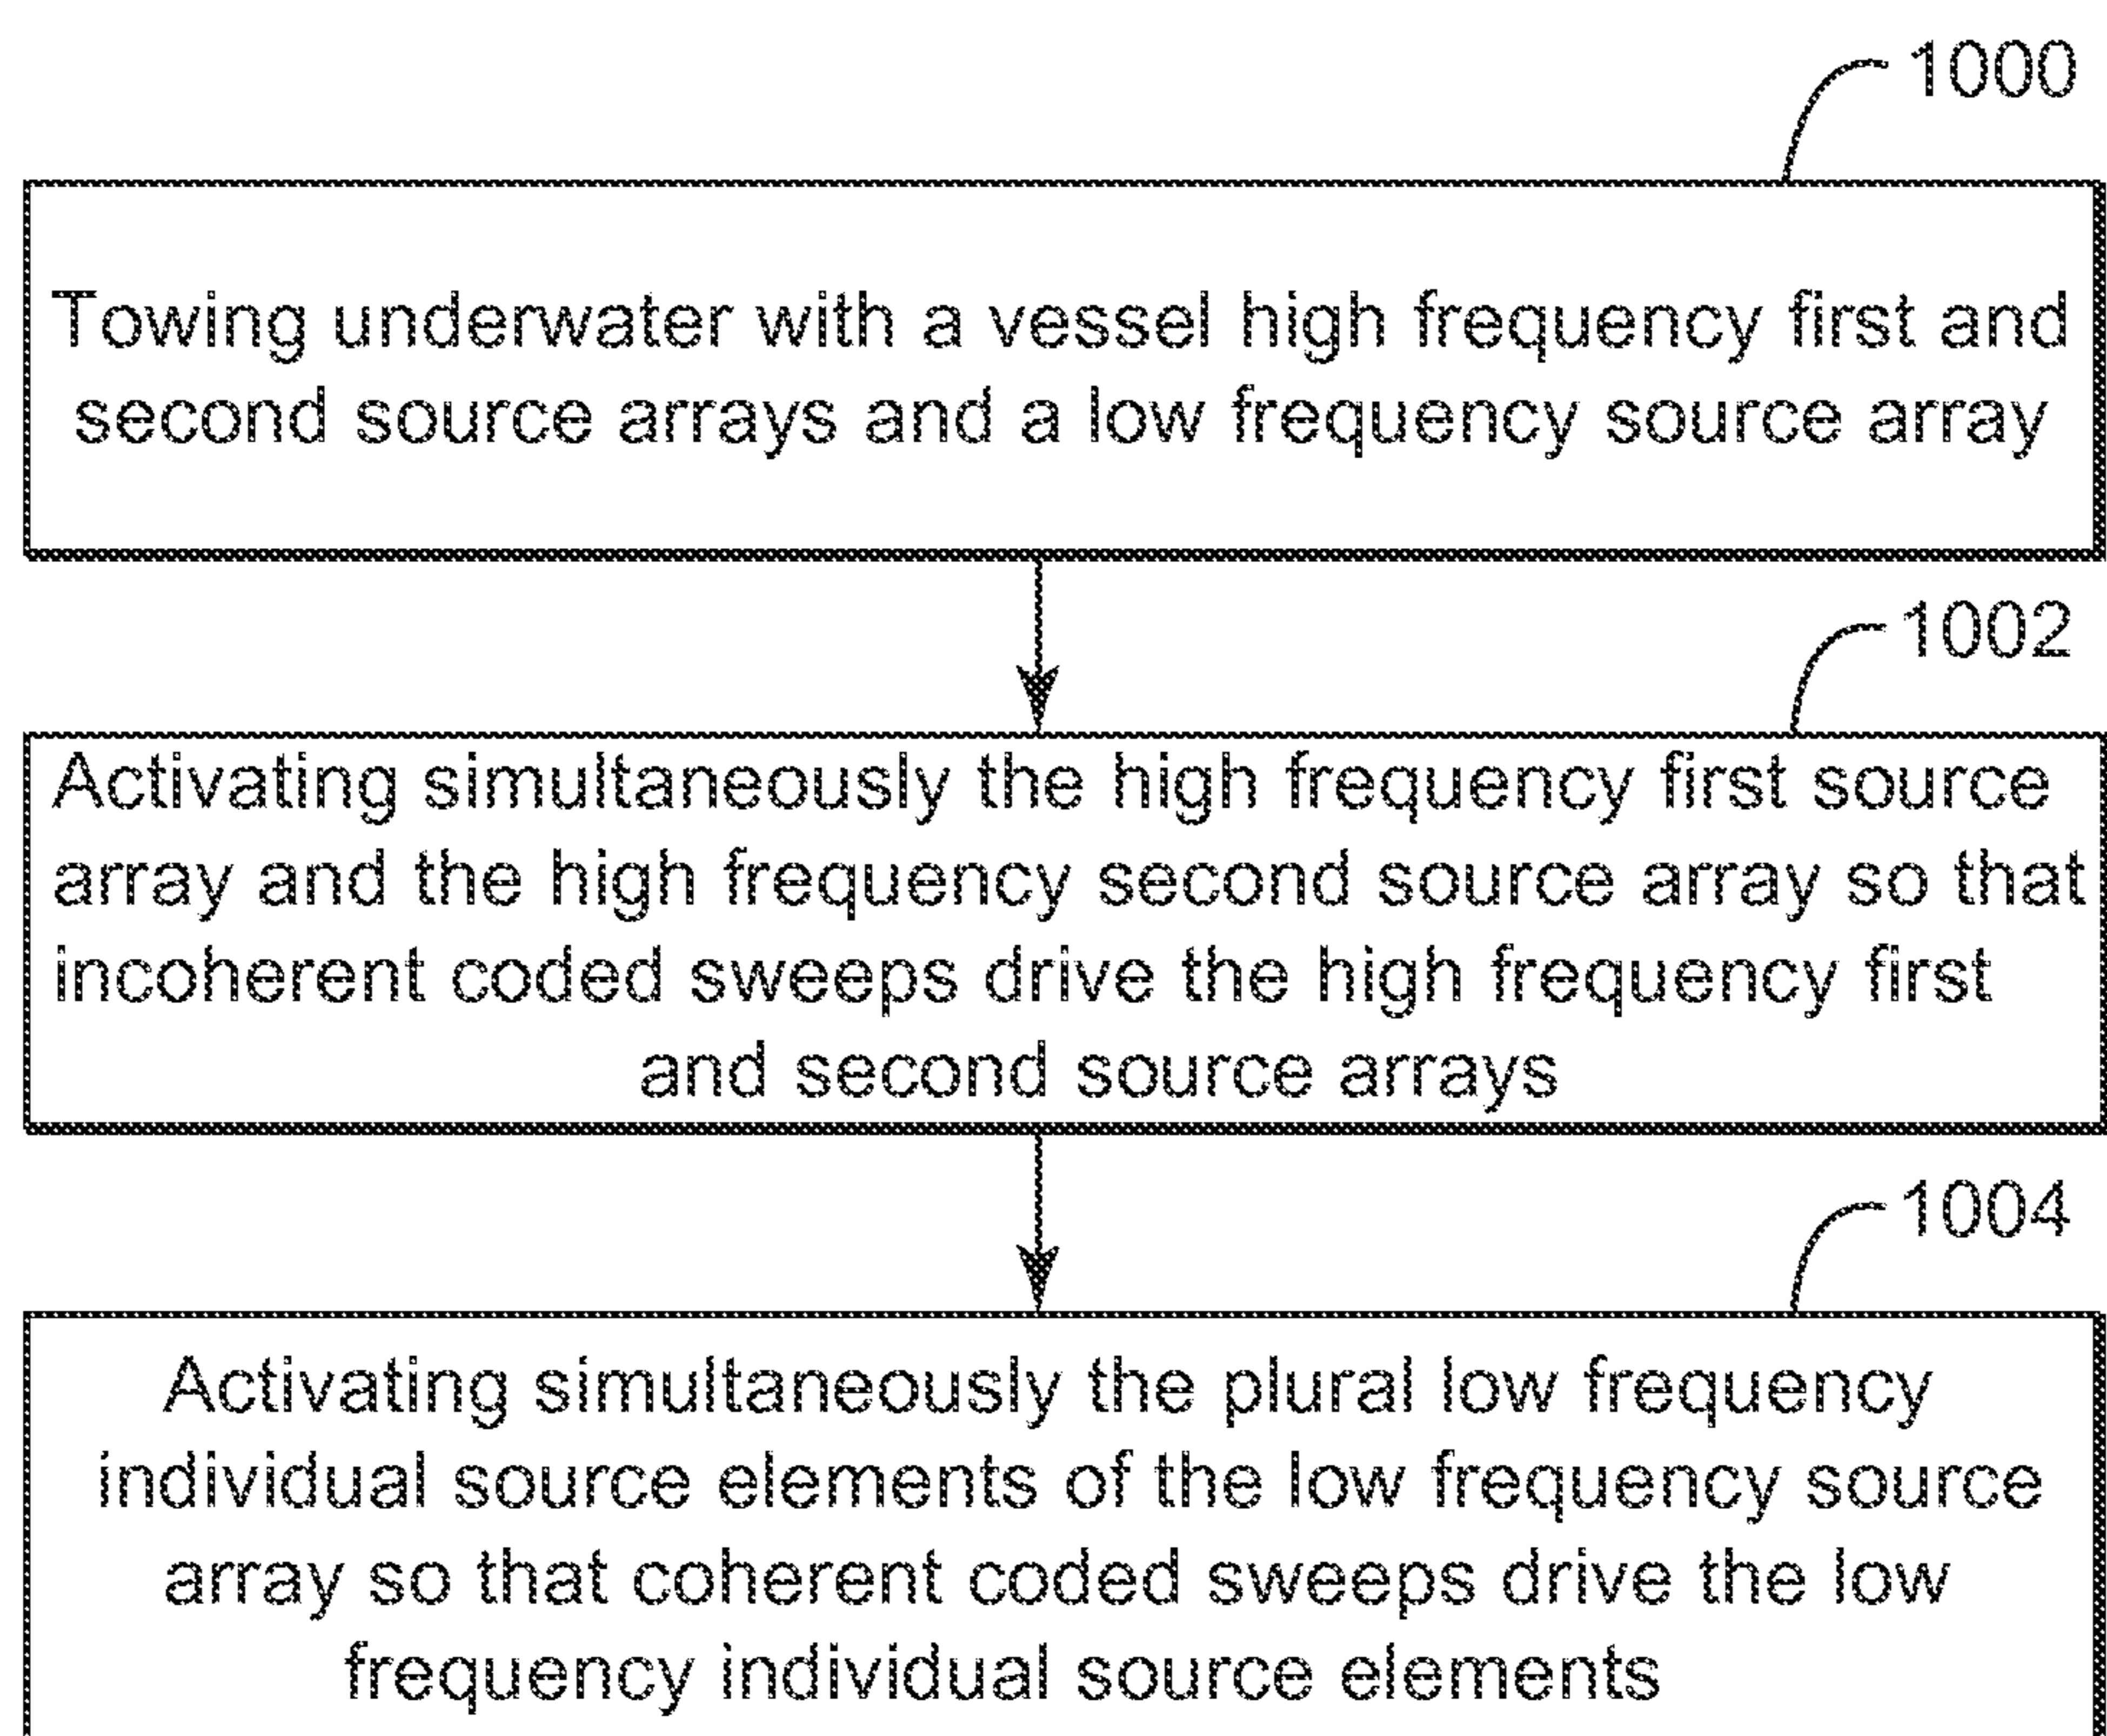 1000
Towing underwater with a vessel high frequency first and
second source arrays and a low frequency source array
1002
Activating simultaneously the high frequency first source
array and the high frequency second source array so that
incoherent coded sweeps drive the high frequency first
and second source arrays
1004
Activating simultaneously the plural low frequency
individual source elements of the low frequency source
array so that coherent coded sweeps drive the low
frequency individual source elements